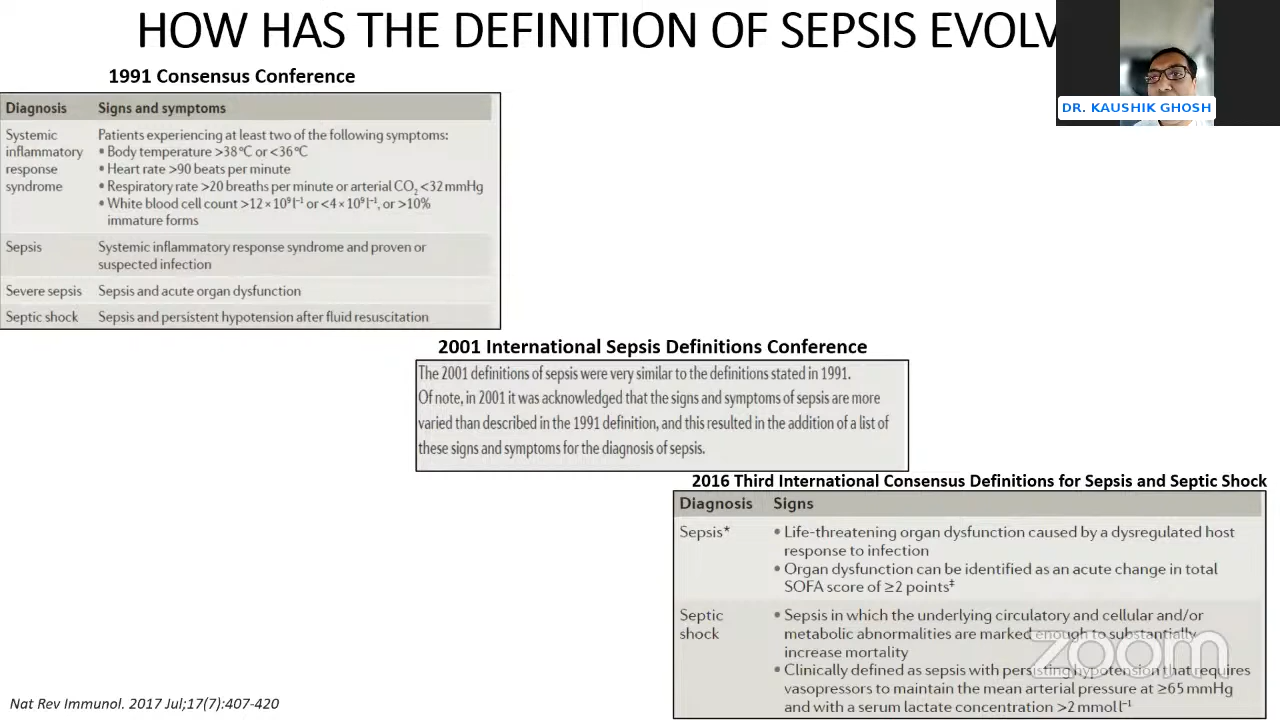 HOW HAS THE DEFINITION OF SEPSIS EVOLV
DR. KAUSHIK GHOSH
1991 Consensus Conference
Diagnosis Signs and symptoms
Systemic inflammatory response syndrome
Patients experiencing at least two of the following symptoms:
• Body temperature >38 °C or <36 °C
• Heart rate >90 beats per minute
• Respiratory rate >20 breaths per minute or arterial CO₂ <32 mmHg
• White blood cell count >12 × 10⁹ l⁻¹ or <4 × 10⁹ l⁻¹, or >10%
immature forms
Sepsis Systemic inflammatory response syndrome and proven or
suspected infection
Severe sepsis Sepsis and acute organ dysfunction
Septic shock Sepsis and persistent hypotension after fluid resuscitation
2001 International Sepsis Definitions Conference
The 2001 definitions of sepsis were very similar to the definitions stated in 1991.
Of note, in 2001 it was acknowledged that the signs and symptoms of sepsis are more
varied than described in the 1991 definition, and this resulted in the addition of a list of
these signs and symptoms for the diagnosis of sepsis.
2016 Third International Consensus Definitions for Sepsis and Septic Shock
Diagnosis Signs
Sepsis* • Life-threatening organ dysfunction caused by a dysregulated host
response to infection
• Organ dysfunction can be identified as an acute change in total
SOFA score of ≥2 points‡
Septic shock
• Sepsis in which the underlying circulatory and cellular and/or
metabolic abnormalities are marked enough to substantially
increase mortality
• Clinically defined as sepsis with persisting hypotension that requires
vasopressors to maintain the mean arterial pressure at ≥65 mmHg
and with a serum lactate concentration >2 mmol l⁻¹
zoom
Nat Rev Immunol. 2017 Jul;17(7):407-420